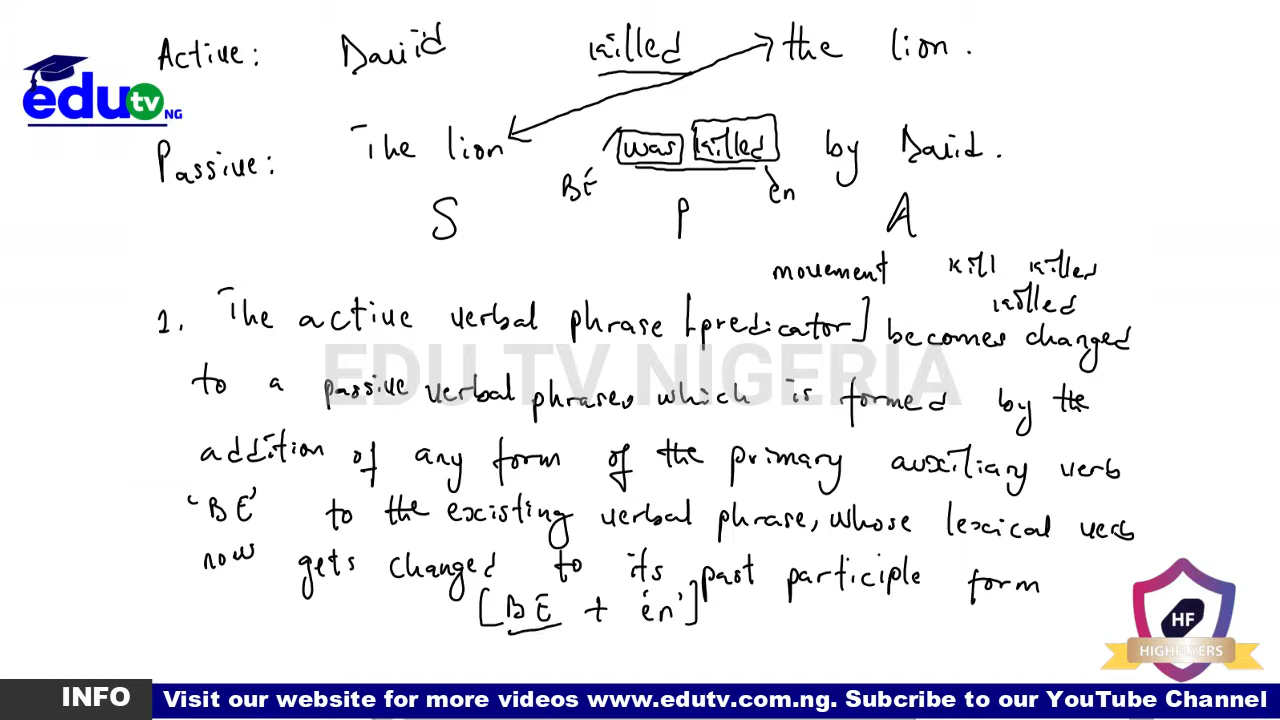 Active: David killed the lion.
edu tv NG
Passive: The lion was killed by David.
BE en
S P A
movement kill killed
killed
1. The active verbal phrase [predicator] becomes changed
EDU TV NIGERIA
to a passive verbal phrase, which is formed by the
addition of any form of the primary auxiliary verb
'BE' to the existing verbal phrase, whose lexical verb
now gets changed to its past participle form
[BE + 'en']
HF
HIGHFLYERS
INFO Visit our website for more videos www.edutv.com.ng. Subcribe to our YouTube Channel